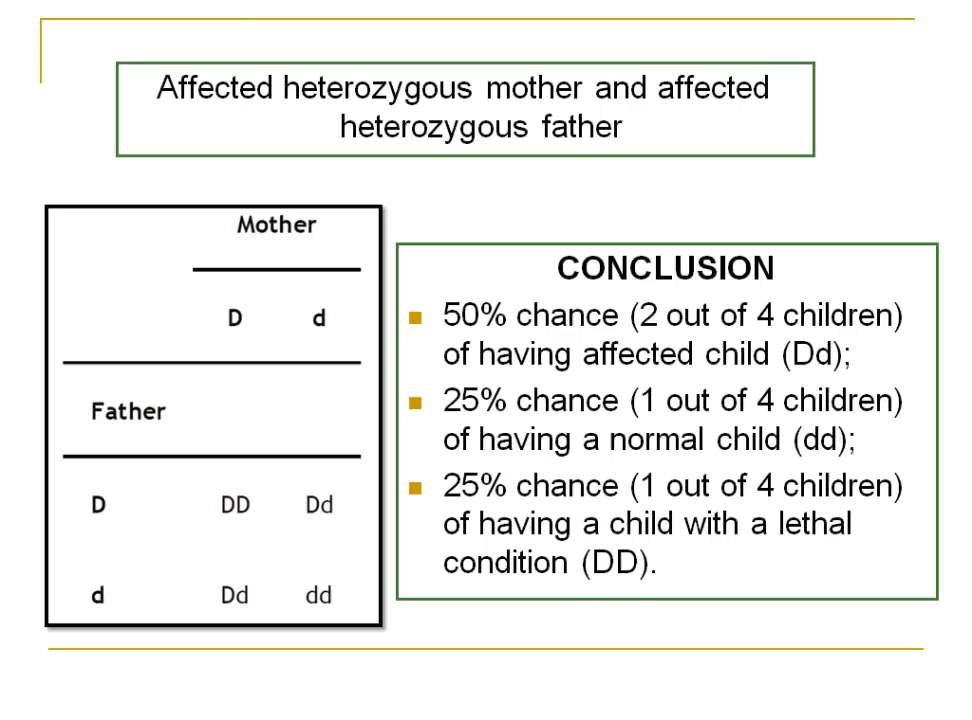 Affected heterozygous mother and affected
heterozygous father
Mother
D d
Father
D DD Dd
d Dd dd
CONCLUSION
50% chance (2 out of 4 children)
of having affected child (Dd);
25% chance (1 out of 4 children)
of having a normal child (dd);
25% chance (1 out of 4 children)
of having a child with a lethal
condition (DD).